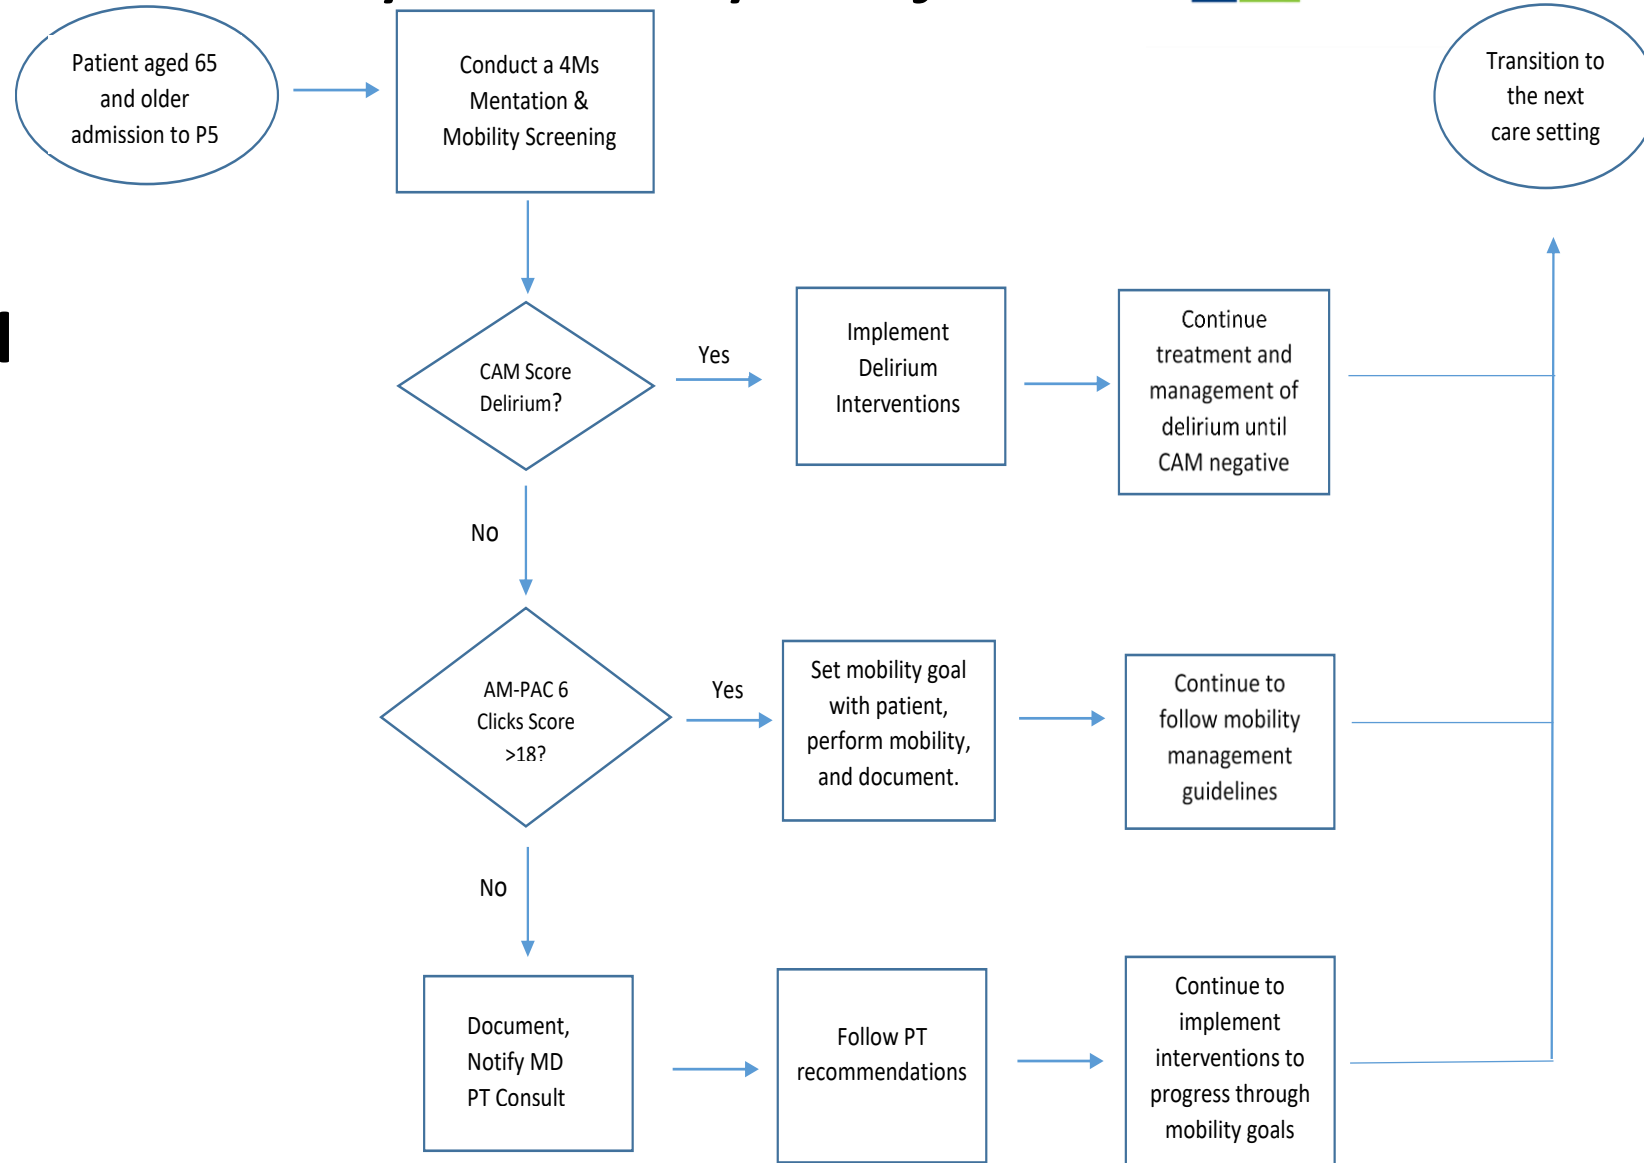 Patient aged 65
and older
admission to P5
Conduct a 4Ms
Mentation &
Mobility Screening
Transition to
the next
care setting
CAM Score
Delirium?
Yes
Implement
Delirium
Interventions
Continue
treatment and
management of
delirium until
CAM negative
No
AM-PAC 6
Clicks Score
>18?
Yes
Set mobility goal
with patient,
perform mobility,
and document.
Continue to
follow mobility
management
guidelines
No
Document,
Notify MD
PT Consult
Follow PT
recommendations
Continue to
implement
interventions to
progress through
mobility goals